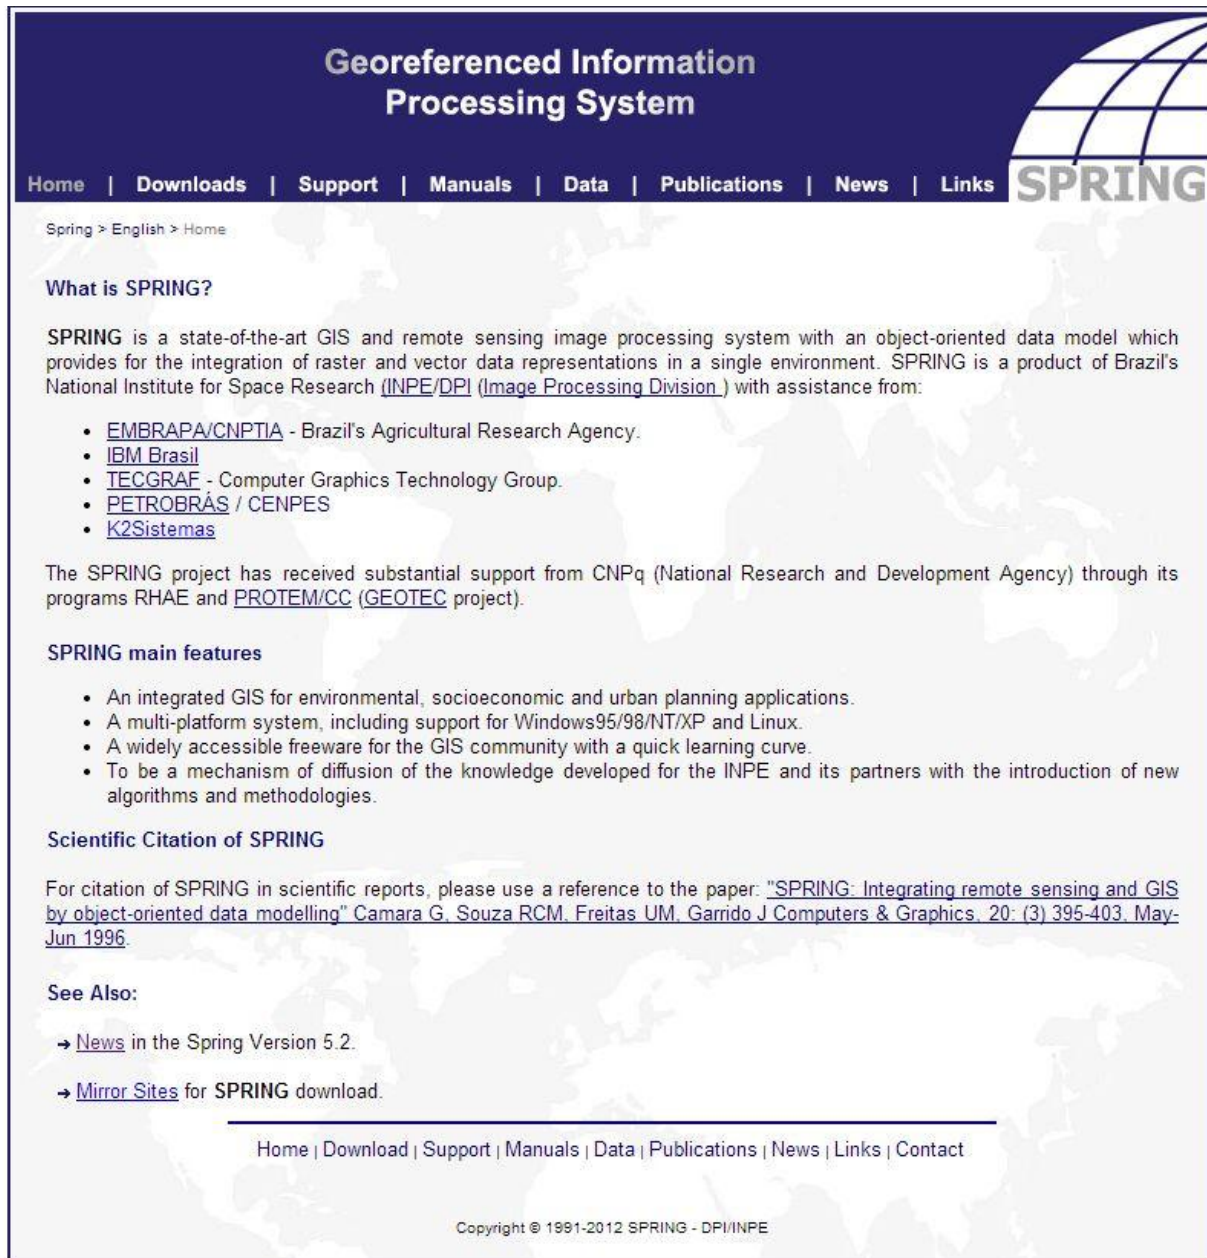 Georeferenced Information
Processing System
Home | Downloads | Support | Manuals | Data | Publications | News | Links
SPRING
Spring > English > Home
What is SPRING?
SPRING is a state-of-the-art GIS and remote sensing image processing system with an object-oriented data model which
provides for the integration of raster and vector data representations in a single environment. SPRING is a product of Brazil's
National Institute for Space Research (INPE/DPI (Image Processing Division ) with assistance from:
• EMBRAPA/CNPTIA - Brazil's Agricultural Research Agency.
• IBM Brasil
• TECGRAF - Computer Graphics Technology Group.
• PETROBRÁS / CENPES
• K2Sistemas
The SPRING project has received substantial support from CNPq (National Research and Development Agency) through its
programs RHAE and PROTEM/CC (GEOTEC project).
SPRING main features
• An integrated GIS for environmental, socioeconomic and urban planning applications.
• A multi-platform system, including support for Windows95/98/NT/XP and Linux.
• A widely accessible freeware for the GIS community with a quick learning curve.
• To be a mechanism of diffusion of the knowledge developed for the INPE and its partners with the introduction of new
algorithms and methodologies.
Scientific Citation of SPRING
For citation of SPRING in scientific reports, please use a reference to the paper: "SPRING: Integrating remote sensing and GIS
by object-oriented data modelling" Camara G, Souza RCM, Freitas UM, Garrido J Computers & Graphics, 20: (3) 395-403, May-
Jun 1996.
See Also:
→ News in the Spring Version 5.2.
→ Mirror Sites for SPRING download.
Home | Download | Support | Manuals | Data | Publications | News | Links | Contact
Copyright © 1991-2012 SPRING - DPI/INPE